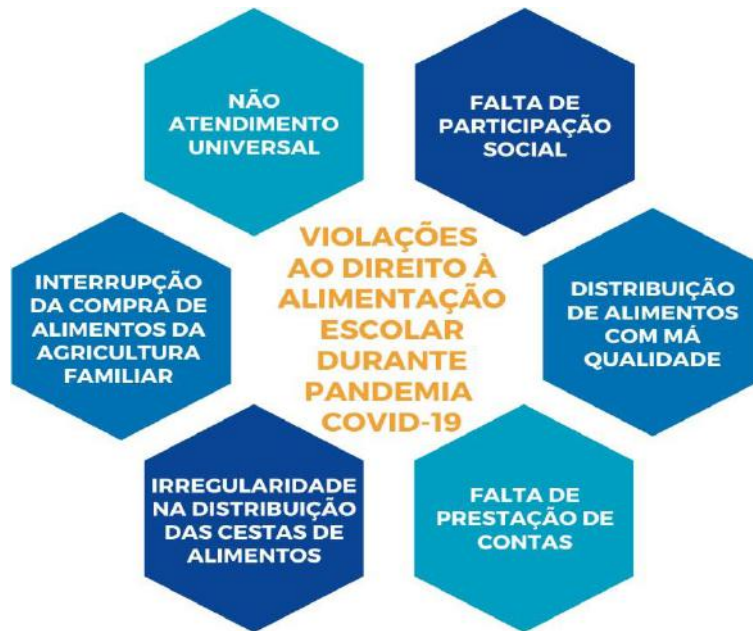 NÃO
ATENDIMENTO
UNIVERSAL
FALTA DE
PARTICIPAÇÃO
SOCIAL
INTERRUPÇÃO
DA COMPRA DE
ALIMENTOS DA
AGRICULTURA
FAMILIAR
VIOLAÇÕES
AO DIREITO À
ALIMENTAÇÃO
ESCOLAR
DURANTE
PANDEMIA
COVID-19
DISTRIBUIÇÃO
DE ALIMENTOS
COM MÁ
QUALIDADE
IRREGULARIDADE
NA DISTRIBUIÇÃO
DAS CESTAS DE
ALIMENTOS
FALTA DE
PRESTAÇÃO DE
CONTAS